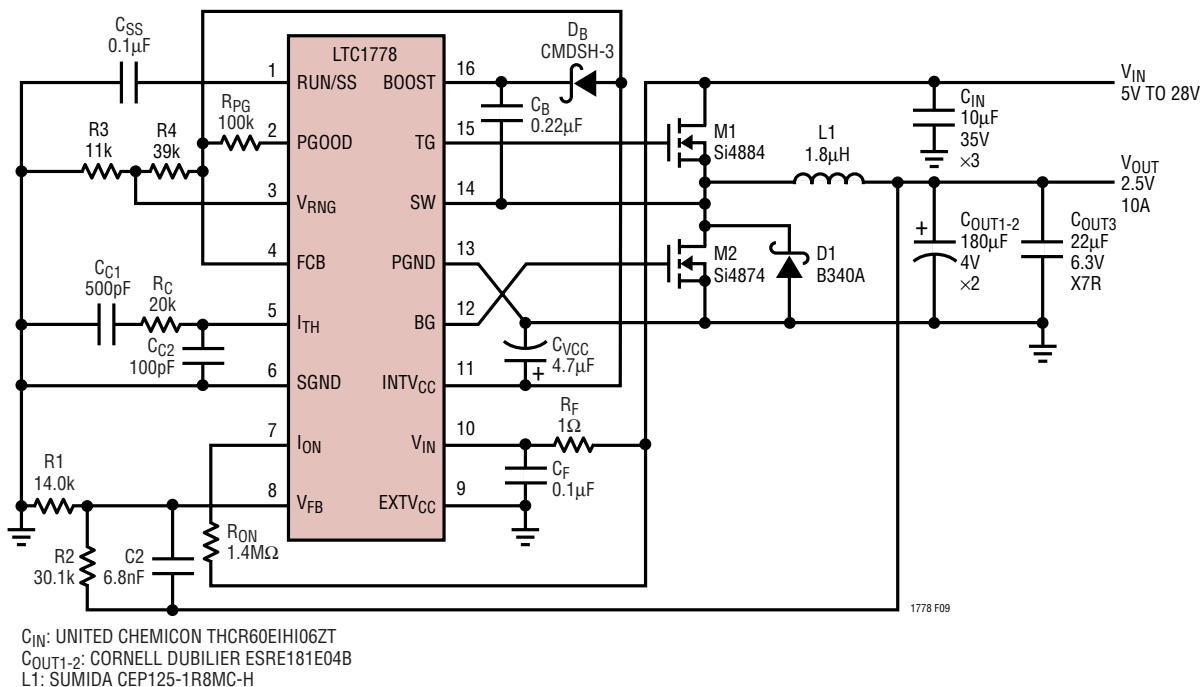 CSS
0.1µF
DB
CMDSH-3
LTC1778
1
RUN/SS
BOOST
16
RPG
100k
2
PGOOD
TG
15
CB
0.22µF
R3
11k
R4
39k
3
VRNG
SW
14
4
FCB
PGND
13
CC1
500pF
RC
20k
5
ITH
BG
12
CC2
100pF
6
SGND
INTVCC
11
CVCC
4.7µF
+
7
ION
VIN
10
RF
1Ω
CF
0.1µF
R1
14.0k
8
VFB
EXTVCC
9
RON
1.4MΩ
R2
30.1k
C2
6.8nF
M1
Si4884
L1
1.8µH
M2
Si4874
D1
B340A
VIN
5V TO 28V
CIN
10µF
35V
×3
VOUT
2.5V
10A
+
COUT1-2
180µF
4V
×2
COUT3
22µF
6.3V
X7R
1778 F09
CIN: UNITED CHEMICON THCR60EIHI06ZT
COUT1-2: CORNELL DUBILIER ESRE181E04B
L1: SUMIDA CEP125-1R8MC-H